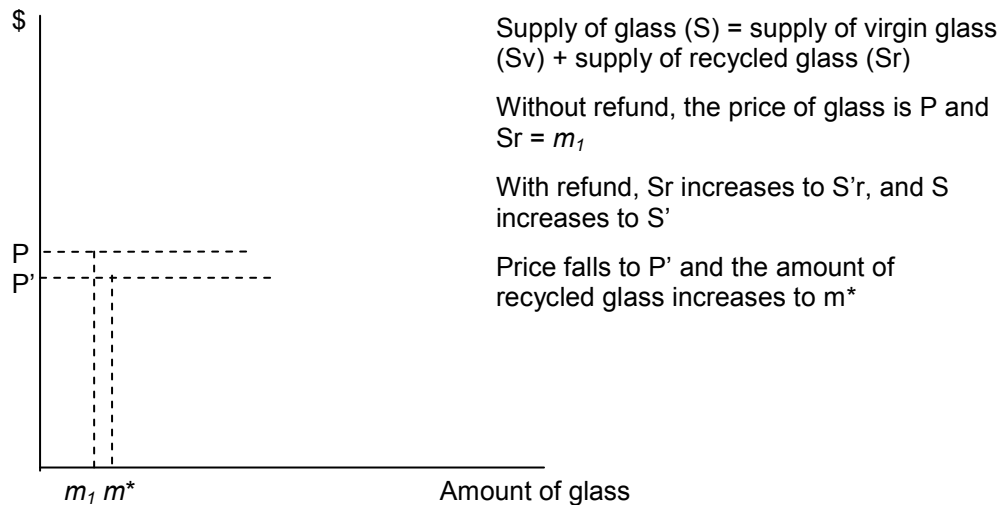 $
Supply of glass (S) = supply of virgin glass
(Sv) + supply of recycled glass (Sr)
Without refund, the price of glass is P and
Sr = m₁
With refund, Sr increases to S'r, and S
increases to S'
P
P'
Price falls to P' and the amount of
recycled glass increases to m*
m₁ m*
Amount of glass